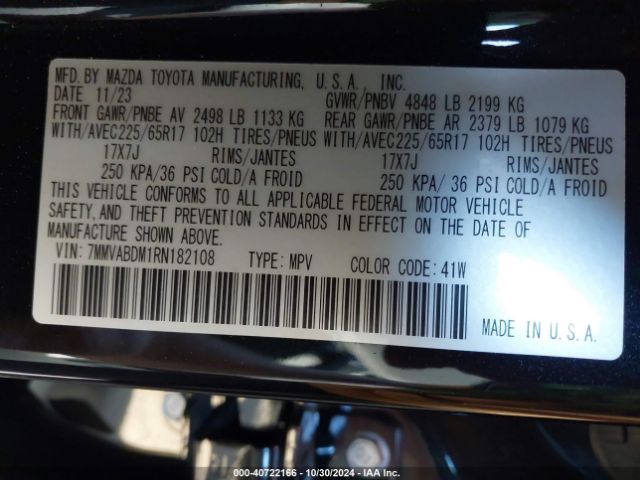 MFD. BY MAZDA TOYOTA MANUFACTURING, U.S.A., INC.
DATE 11/23 GVWR/PNBV 4848 LB 2199 KG
FRONT GAWR/PNBE AV 2498 LB 1133 KG REAR GAWR/PNBE AR 2379 LB 1079 KG
WITH/AVEC225/65R17 102H TIRES/PNEUS WITH/AVEC225/65R17 102H TIRES/PNEUS
17X7J RIMS/JANTES 17X7J RIMS/JANTES
250 KPA/36 PSI COLD/A FROID 250 KPA/ 36 PSI COLD/A FROID
THIS VEHICLE CONFORMS TO ALL APPLICABLE FEDERAL MOTOR VEHICLE
SAFETY, AND THEFT PREVENTION STANDARDS IN EFFECT ON THE DATE OF
MANUFACTURE SHOWN ABOVE.
VIN: 7MMVABDM1RN182108 TYPE: MPV COLOR CODE: 41W
MADE IN U.S.A.
000-40722166 - 10/30/2024 - IAA Inc.